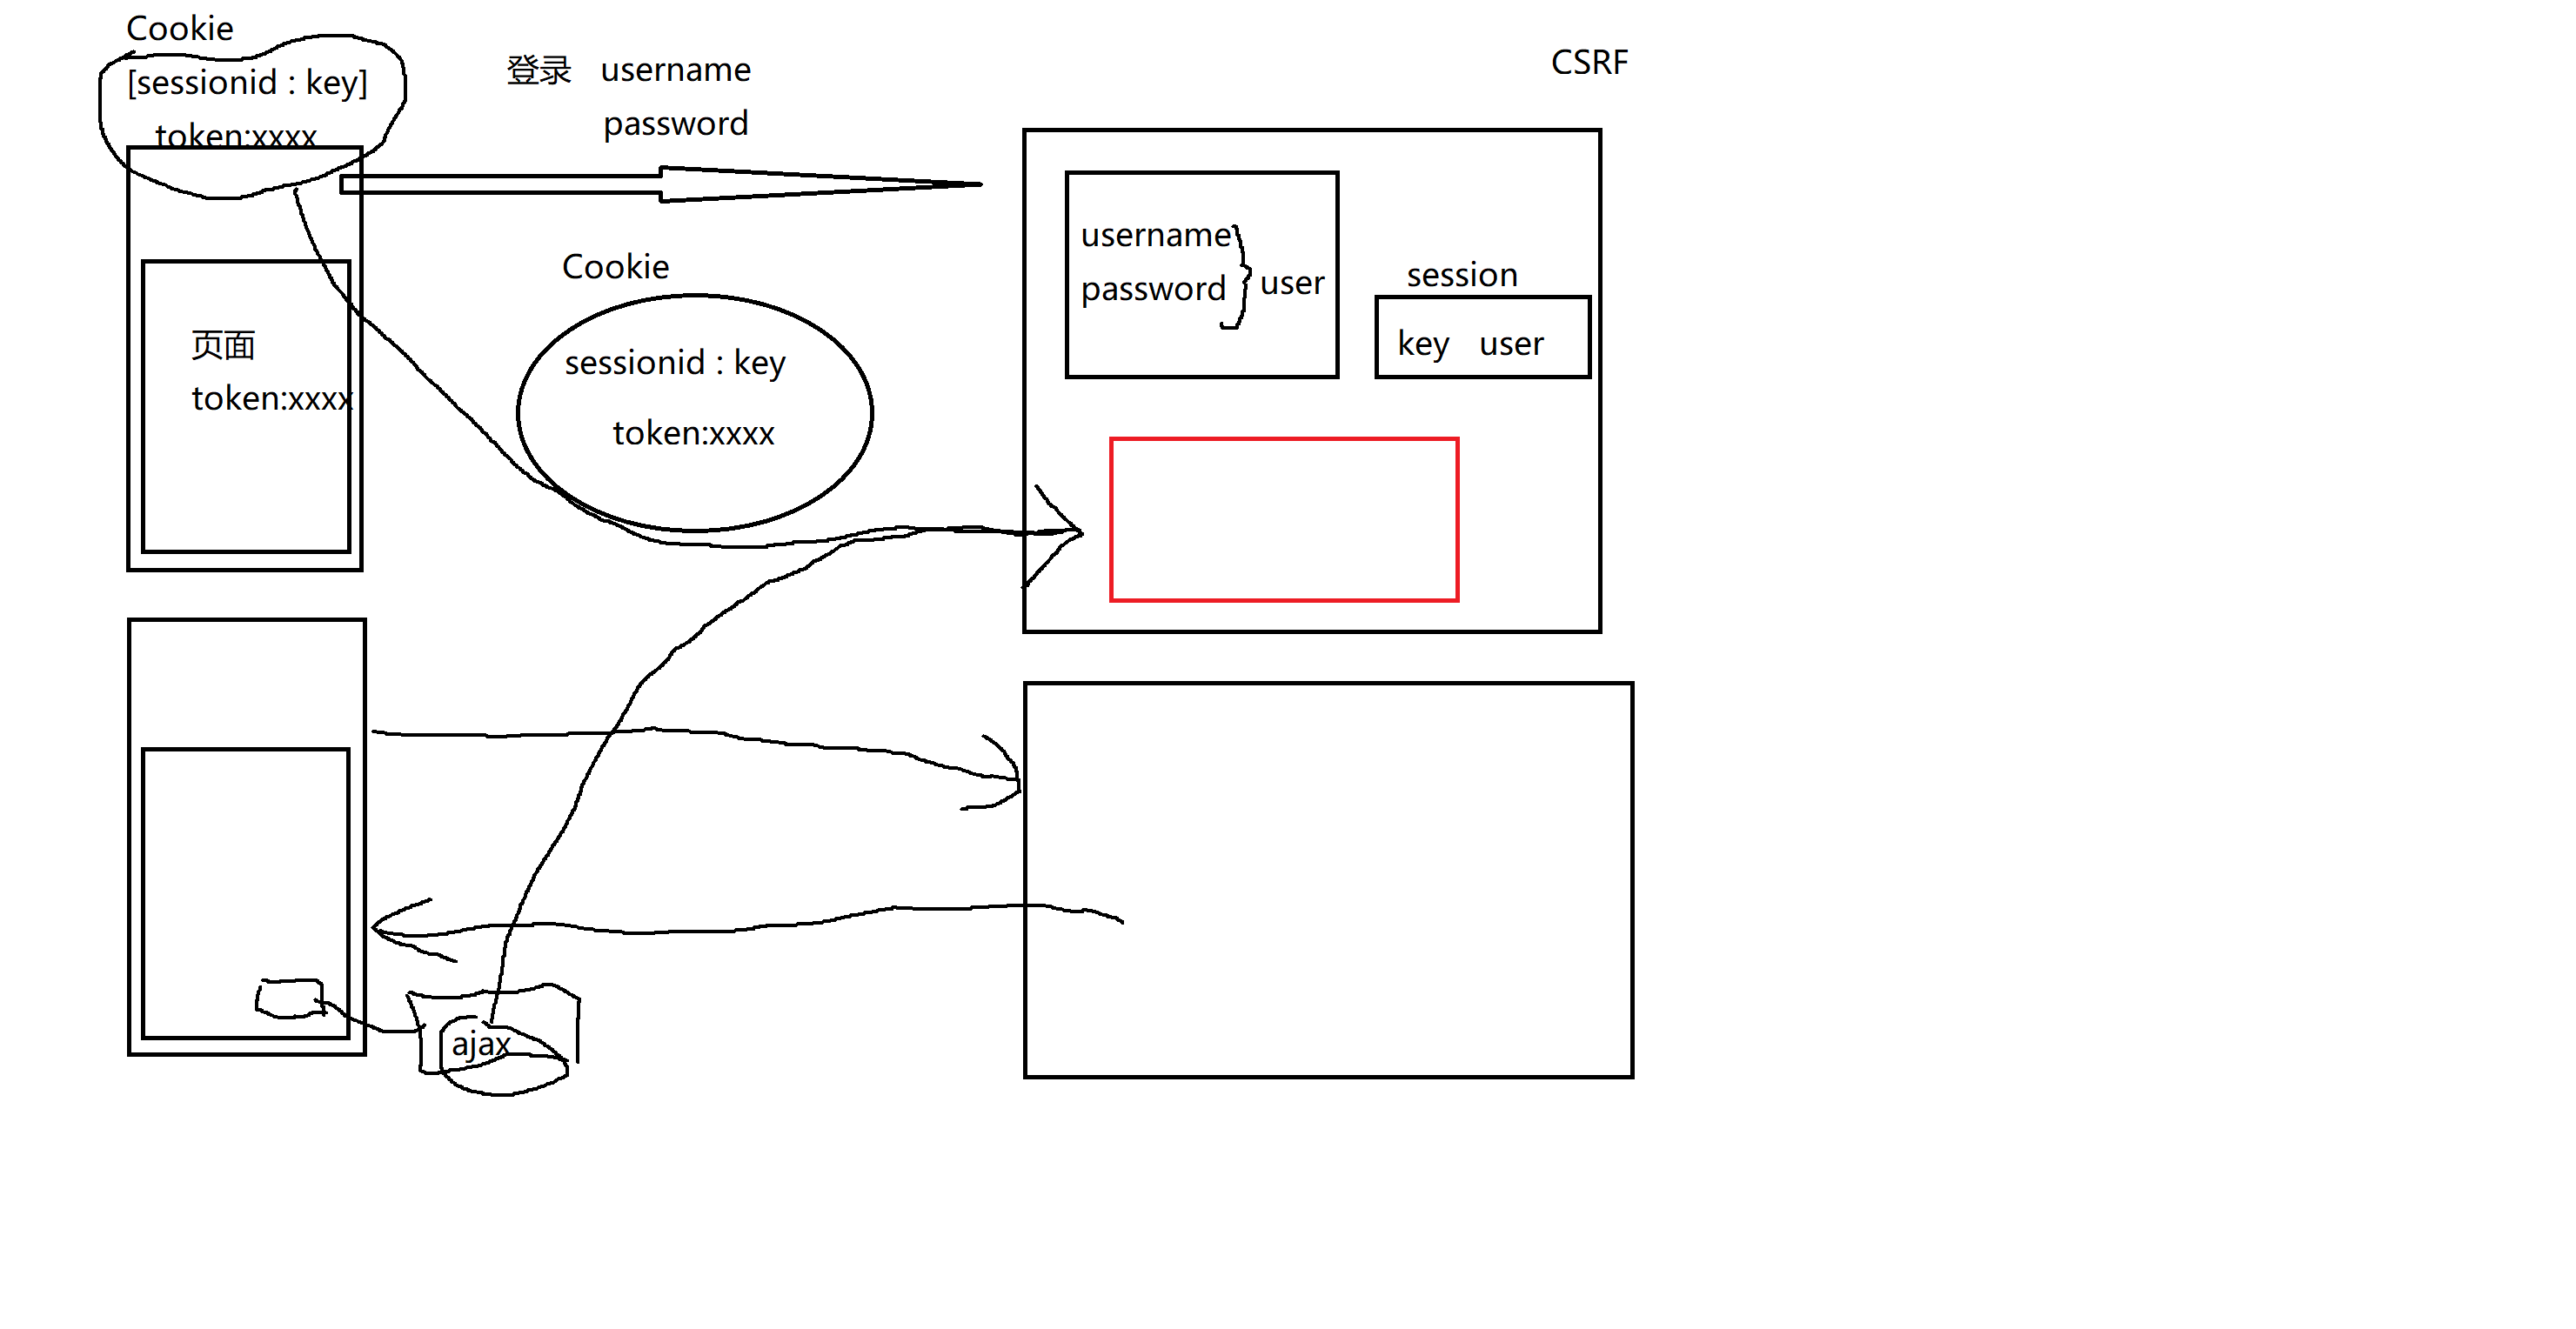 Cookie
[sessionid : key]
token:xxxx
登录 username
password
CSRF
页面
token:xxxx
Cookie
sessionid : key
token:xxxx
username
password
user
session
key user
ajax